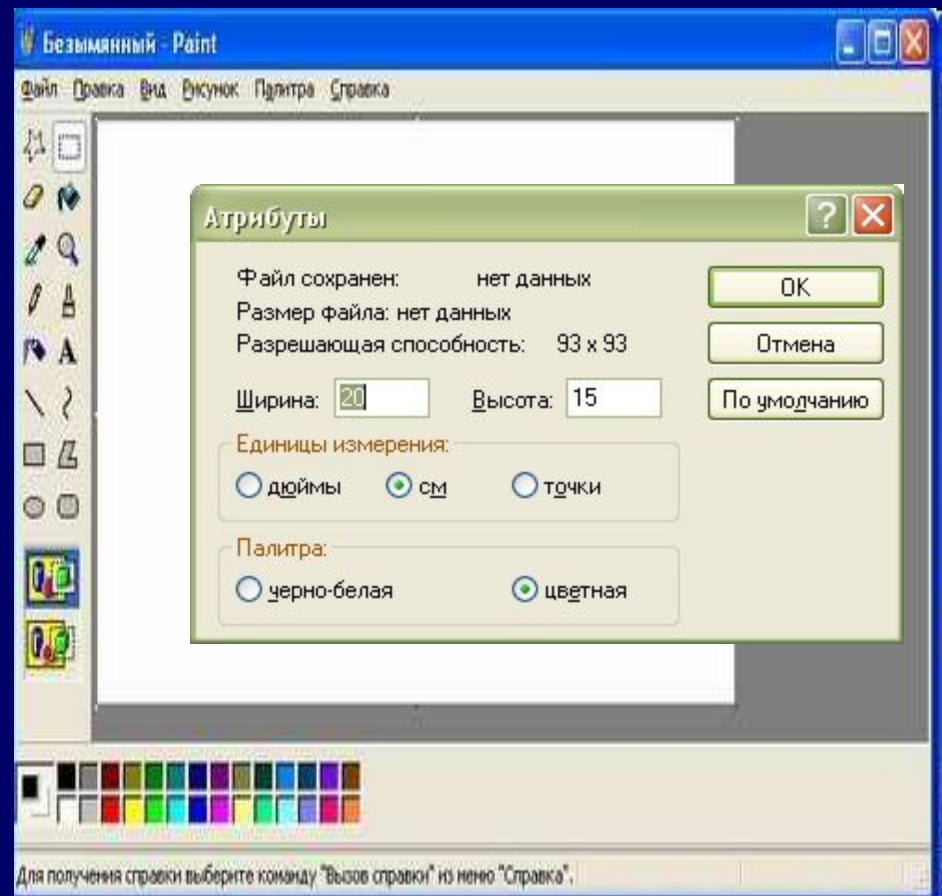 Безымянный - Paint
Файл Правка Вид Рисунок Палитра Справка
Атрибуты
Файл сохранен: нет данных
Размер файла: нет данных
Разрешающая способность: 93 x 93
Ширина: 20 Высота: 15
Единицы измерения:
дюймы см точки
Палитра:
черно-белая цветная
OK
Отмена
По умолчанию
Для получения справки выберите команду "Вызов справки" из меню "Справка".